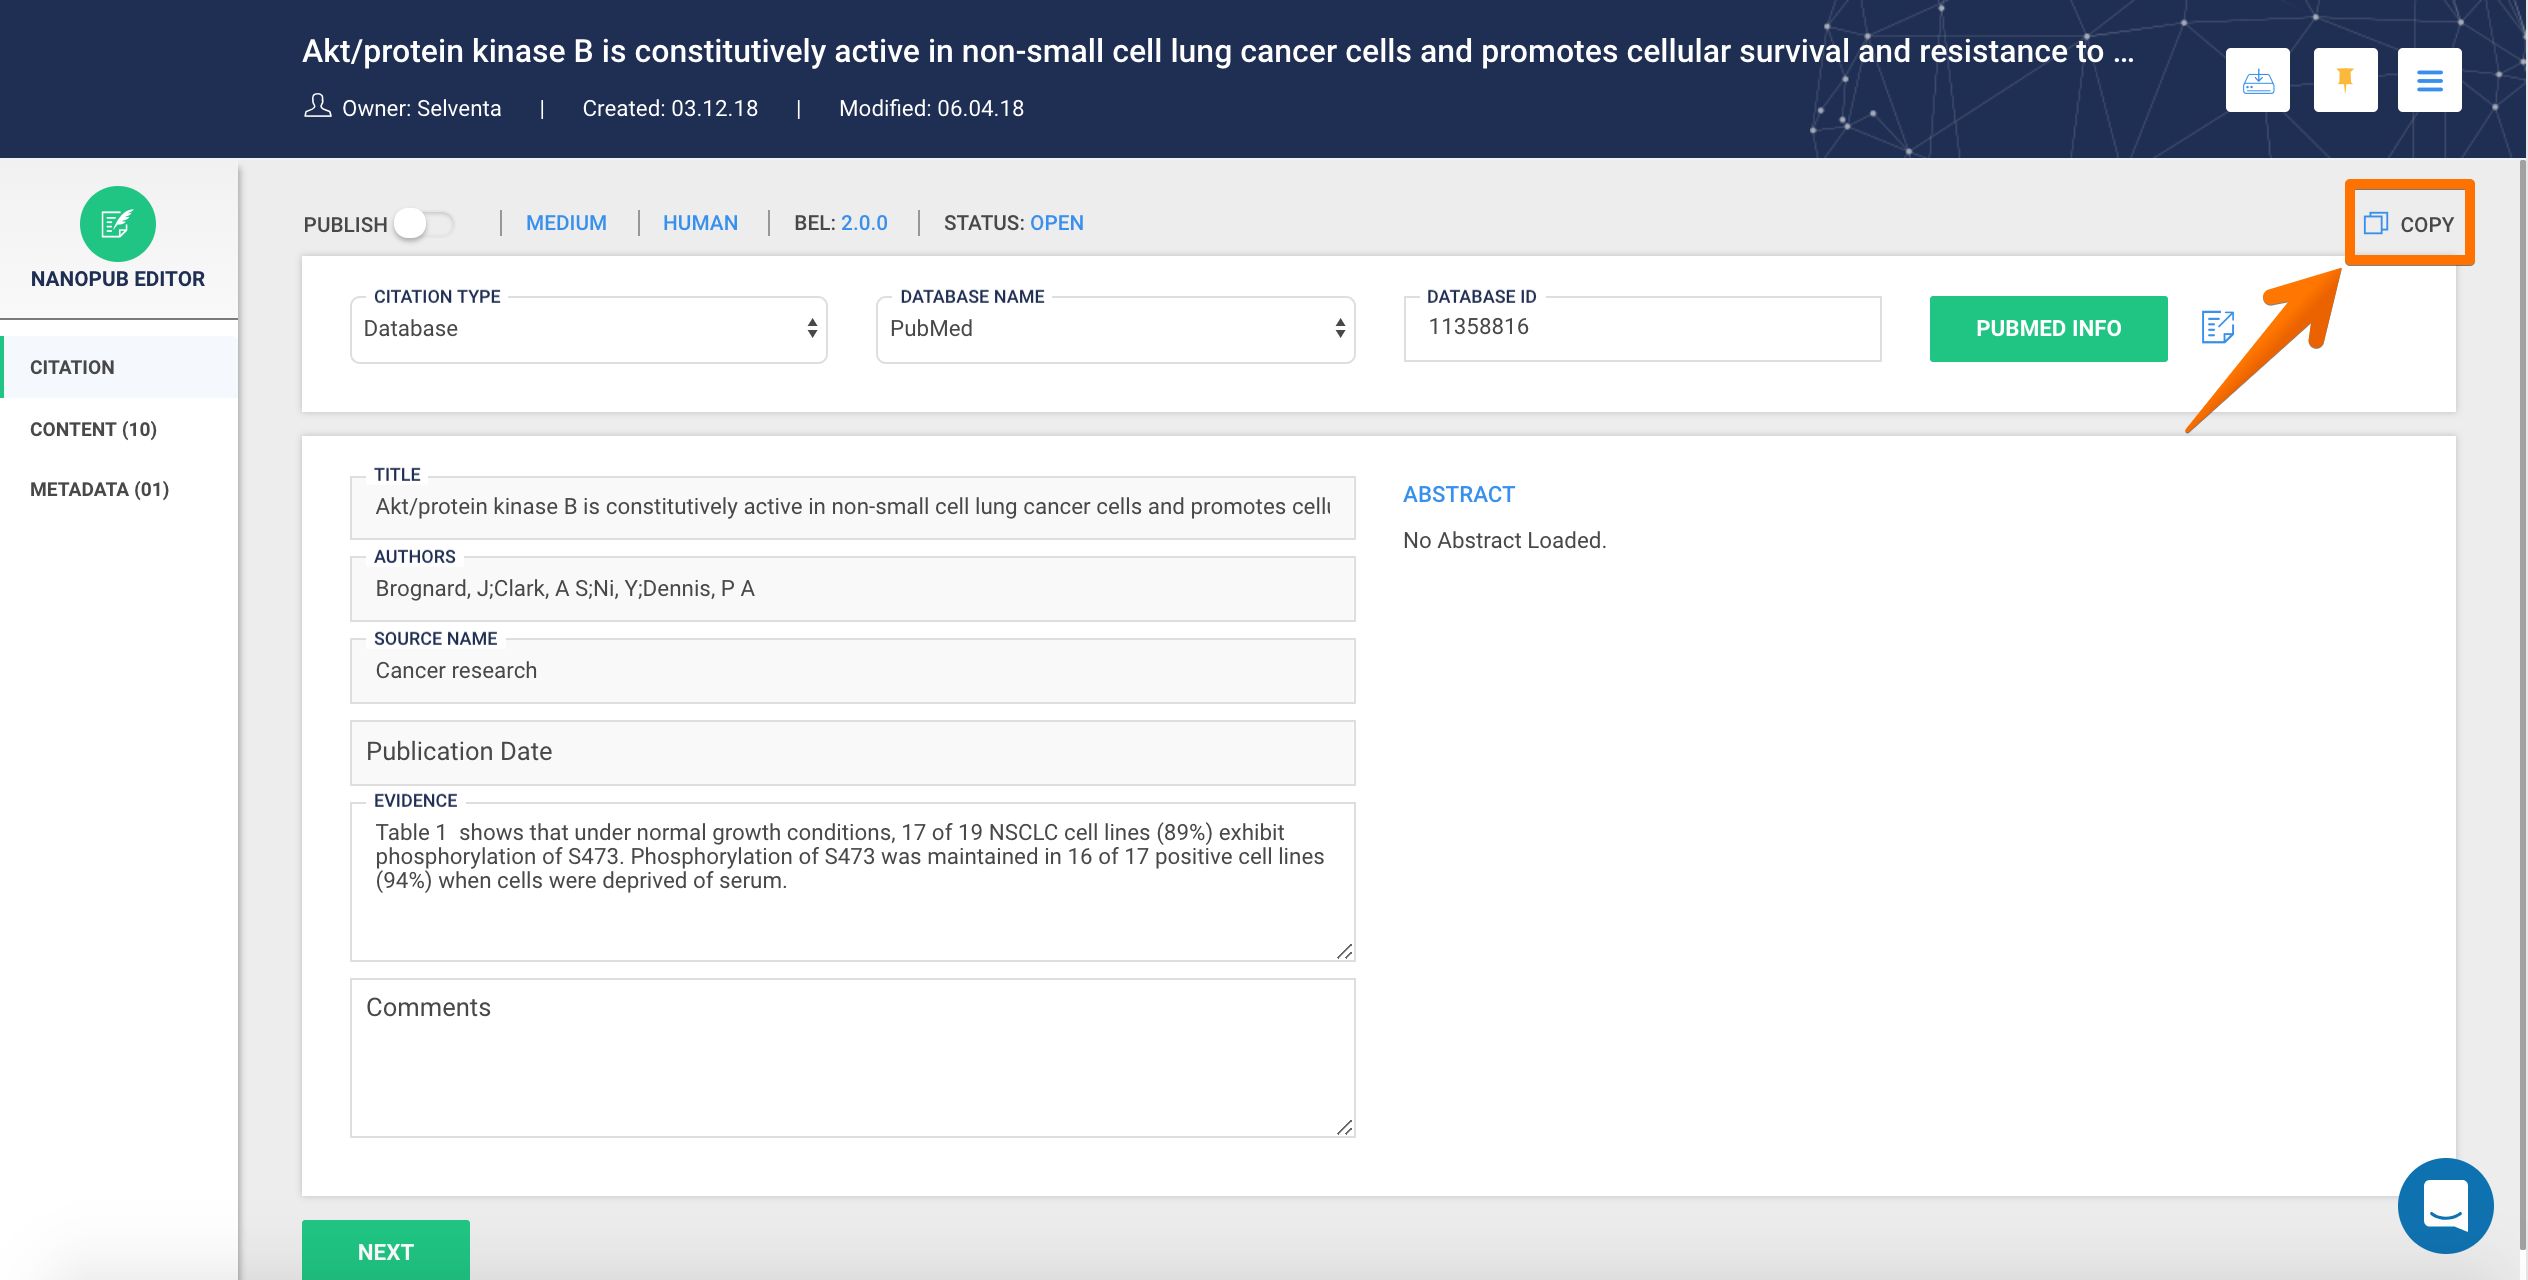 Akt/protein kinase B is constitutively active in non-small cell lung cancer cells and promotes cellular survival and resistance to ...
Owner: Selventa | Created: 03.12.18 | Modified: 06.04.18
NANOPUB EDITOR
CITATION
CONTENT (10)
METADATA (01)
PUBLISH | MEDIUM | HUMAN | BEL: 2.0.0 | STATUS: OPEN
COPY
CITATION TYPE
Database
DATABASE NAME
PubMed
DATABASE ID
11358816
PUBMED INFO
TITLE
Akt/protein kinase B is constitutively active in non-small cell lung cancer cells and promotes cellu
AUTHORS
Brognard, J;Clark, A S;Ni, Y;Dennis, P A
SOURCE NAME
Cancer research
Publication Date
EVIDENCE
Table 1  shows that under normal growth conditions, 17 of 19 NSCLC cell lines (89%) exhibit
phosphorylation of S473. Phosphorylation of S473 was maintained in 16 of 17 positive cell lines
(94%) when cells were deprived of serum.
Comments
ABSTRACT
No Abstract Loaded.
NEXT